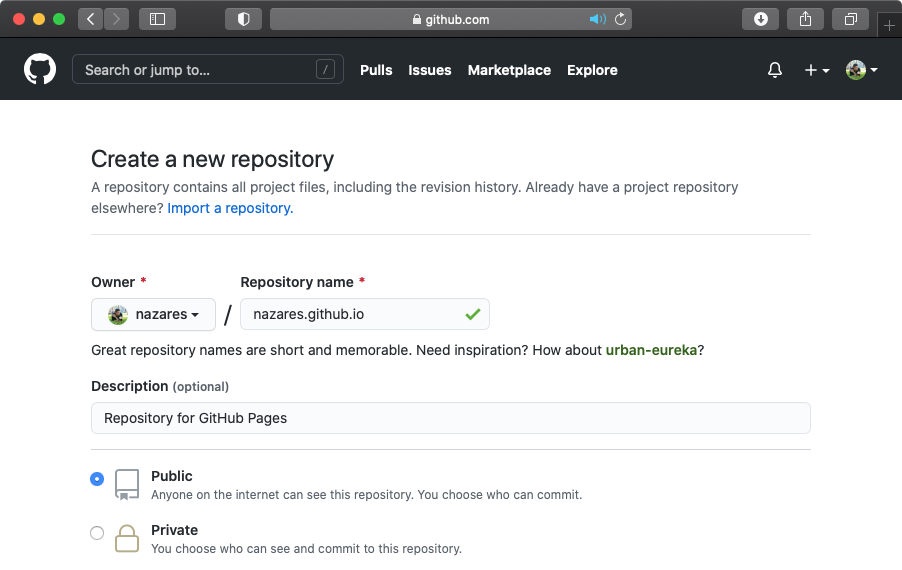 github.com
Search or jump to... /
Pulls Issues Marketplace Explore
Create a new repository
A repository contains all project files, including the revision history. Already have a project repository
elsewhere? Import a repository.
Owner * Repository name *
nazares / nazares.github.io
Great repository names are short and memorable. Need inspiration? How about urban-eureka?
Description (optional)
Repository for GitHub Pages
Public
Anyone on the internet can see this repository. You choose who can commit.
Private
You choose who can see and commit to this repository.